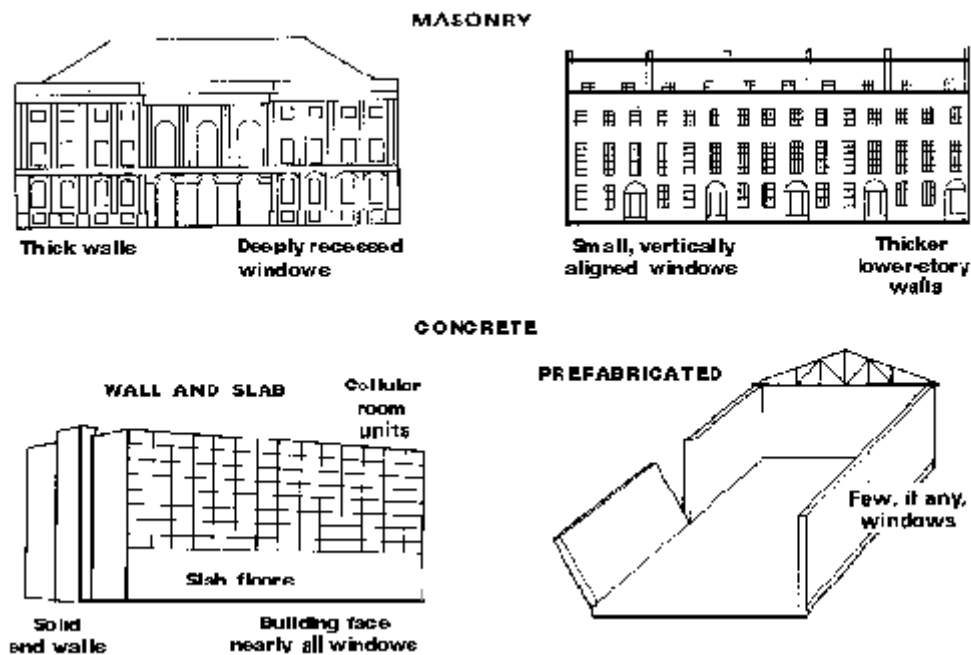 MASONRY
Thick walls
Deeply recessed
windows
Small, vertically
aligned windows
Thicker
lower-story
walls
CONCRETE
WALL AND SLAB
Cellular
room
units
Slab floors
Solid
end walls
Building face
nearly all windows
PREFABRICATED
Few, if any,
windows